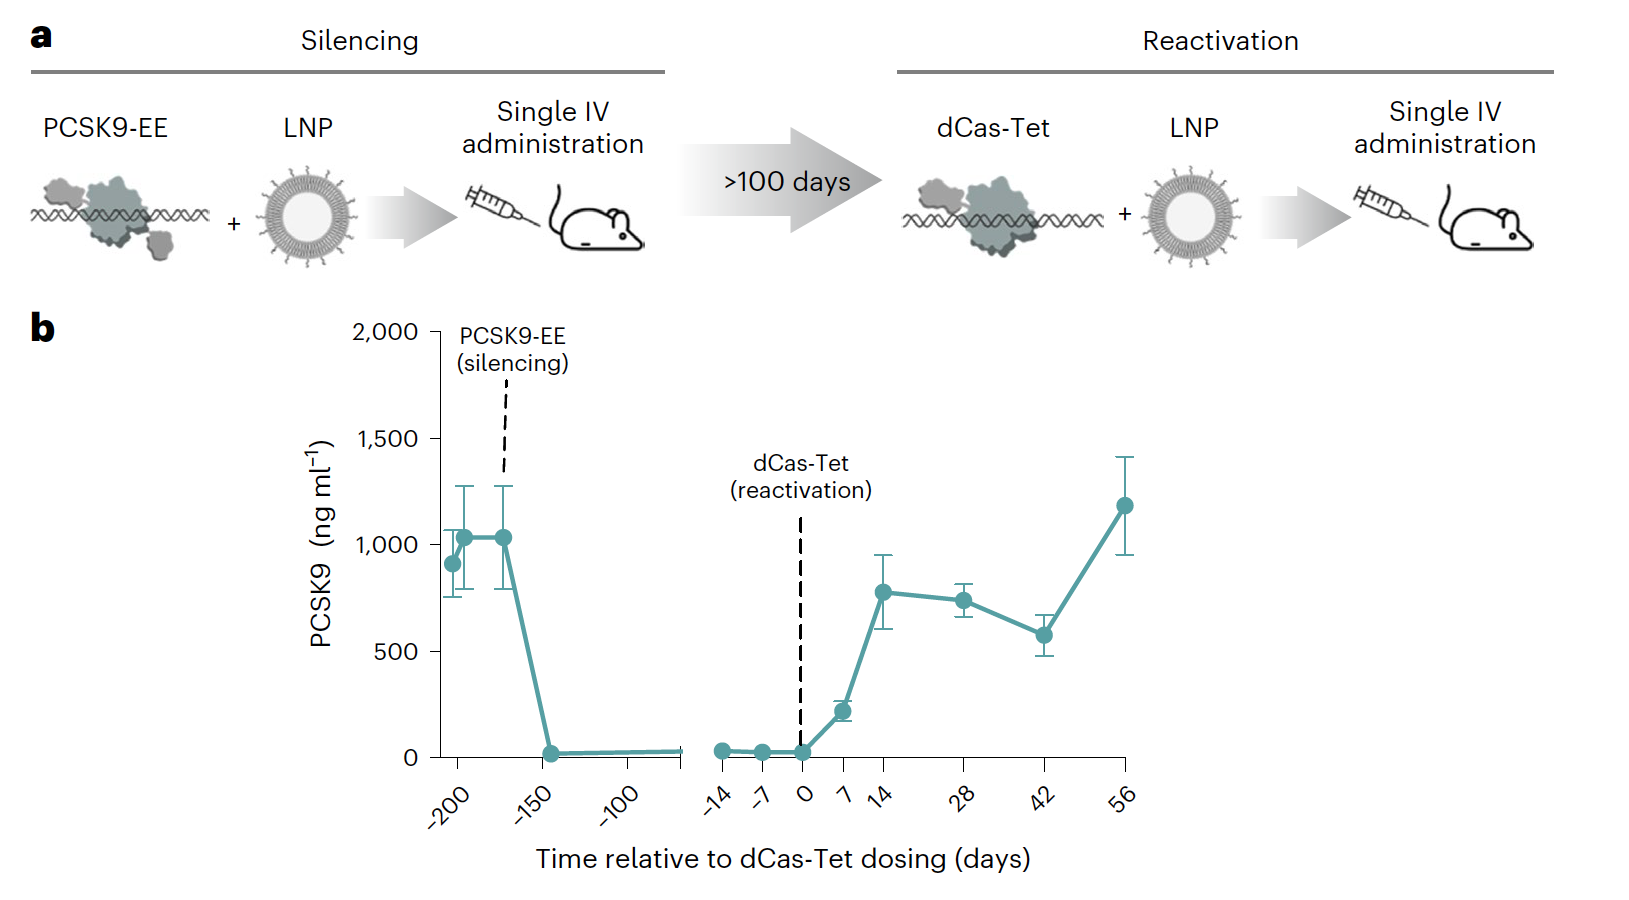 a
Silencing
Reactivation
PCSK9-EE
LNP
Single IV
administration
>100 days
dCas-Tet
LNP
Single IV
administration
+
+
b
2,000
1,500
1,000
500
0
PCSK9 (ng ml⁻¹)
PCSK9-EE
(silencing)
dCas-Tet
(reactivation)
–200
–150
–100
–14
–7
0
7
14
28
42
56
Time relative to dCas-Tet dosing (days)